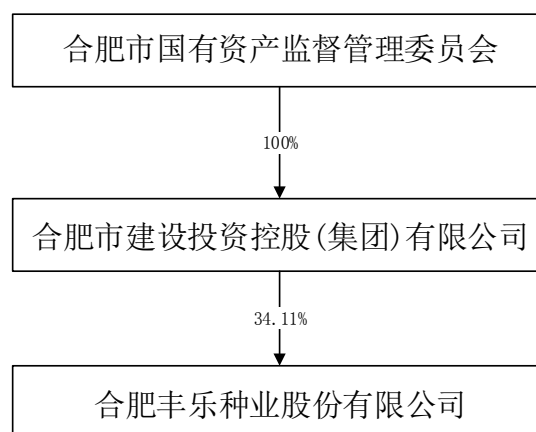 合肥市国有资产监督管理委员会
100%
合肥市建设投资控股(集团)有限公司
34.11%
合肥丰乐种业股份有限公司